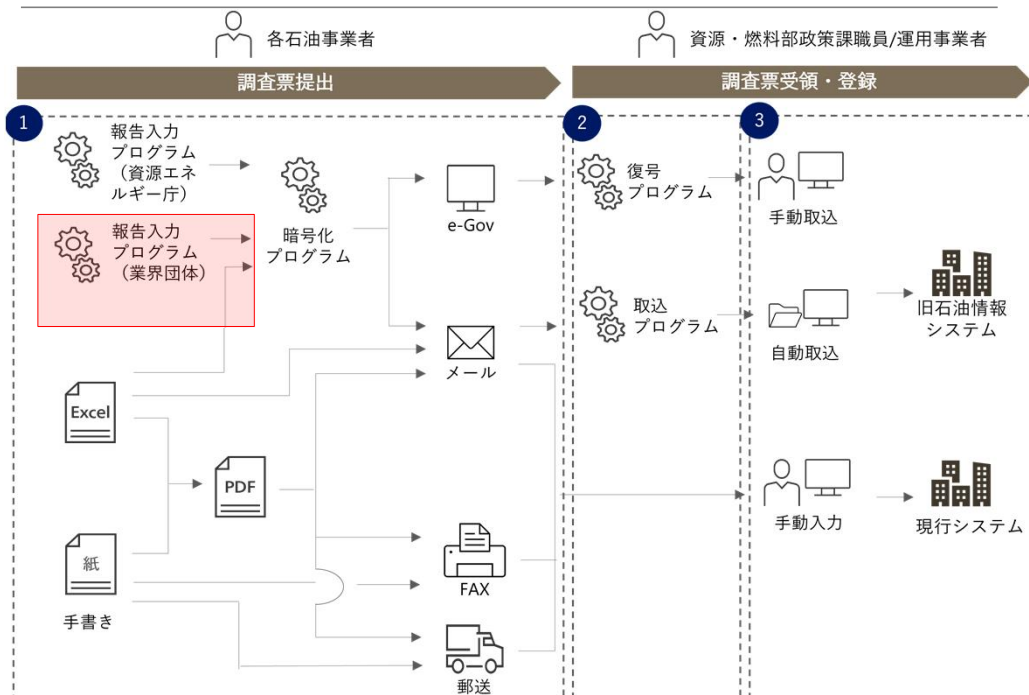 各石油事業者
資源・燃料部政策課職員/運用事業者
調査票提出
調査票受領・登録
1
2
3
報告入力
プログラム
（資源エネ
ルギー庁）
報告入力
プログラム
（業界団体）
暗号化
プログラム
e-Gov
メール
Excel
PDF
紙
手書き
FAX
郵送
復号
プログラム
取込
プログラム
手動取込
自動取込
手動入力
旧石油情報
システム
現行システム